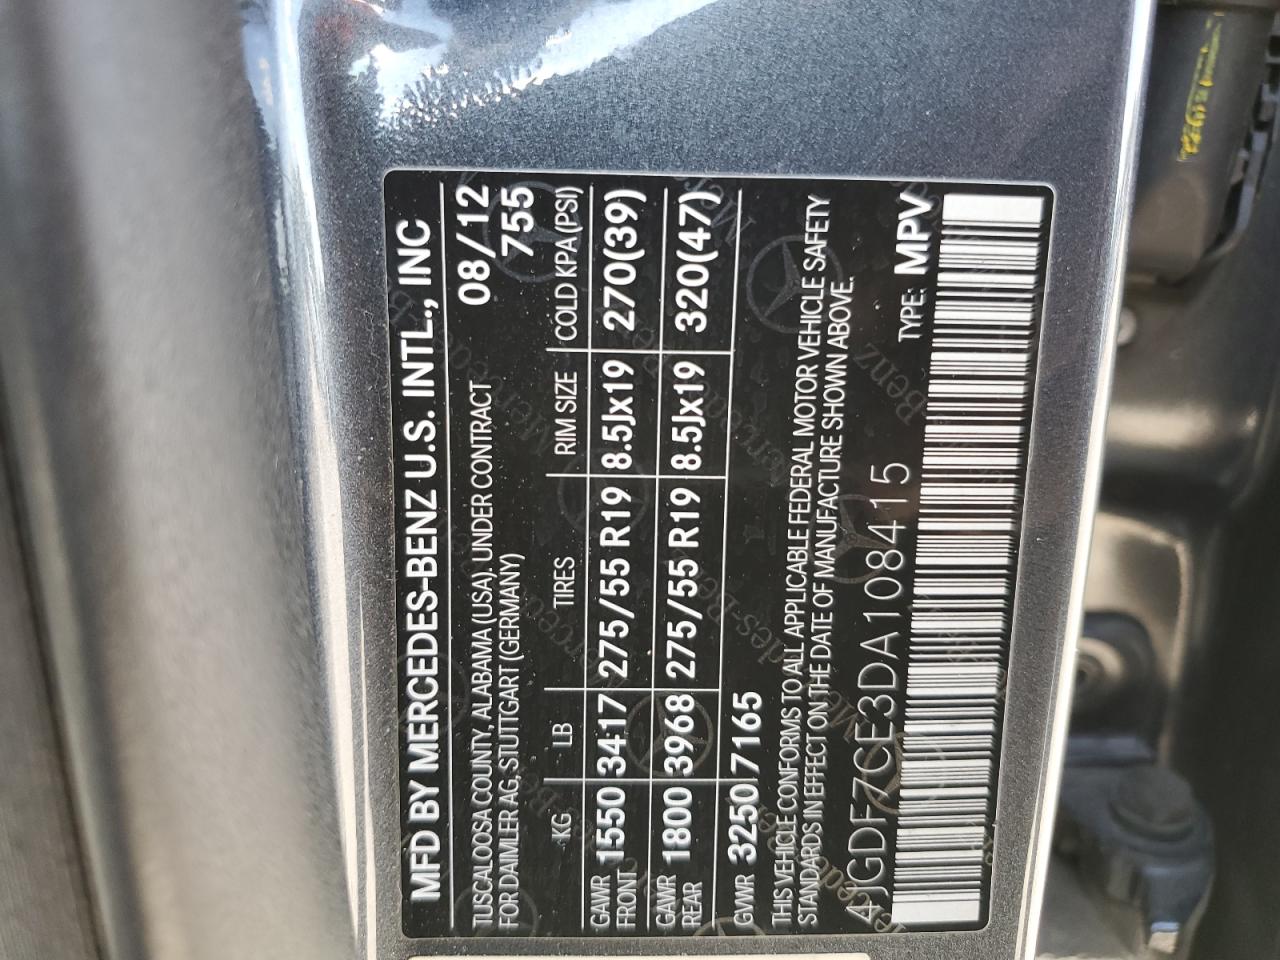 MFD BY MERCEDES-BENZ U.S. INTL., INC
TUSCALOOSA COUNTY, ALABAMA (USA), UNDER CONTRACT 08/12
FOR DAIMLER AG, STUTTGART (GERMANY) 755
KG LB TIRES RIM SIZE COLD KPA (PSI)
GAWR FRONT 1550 3417 275/55 R19 8.5Jx19 270(39)
GAWR REAR 1800 3968 275/55 R19 8.5Jx19 320(47)
GVWR 3250 7165
THIS VEHICLE CONFORMS TO ALL APPLICABLE FEDERAL MOTOR VEHICLE SAFETY
STANDARDS IN EFFECT ON THE DATE OF MANUFACTURE SHOWN ABOVE.
4JGDF7CE3DA108415 TYPE: MPV